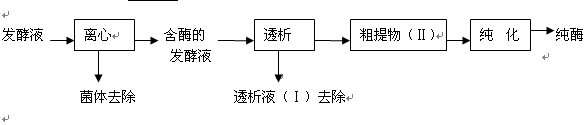 发酵液
离心
含酶的
发酵液
透析
粗提物（Ⅱ）
纯 化
纯酶
菌体去除
透析液（Ⅰ）去除